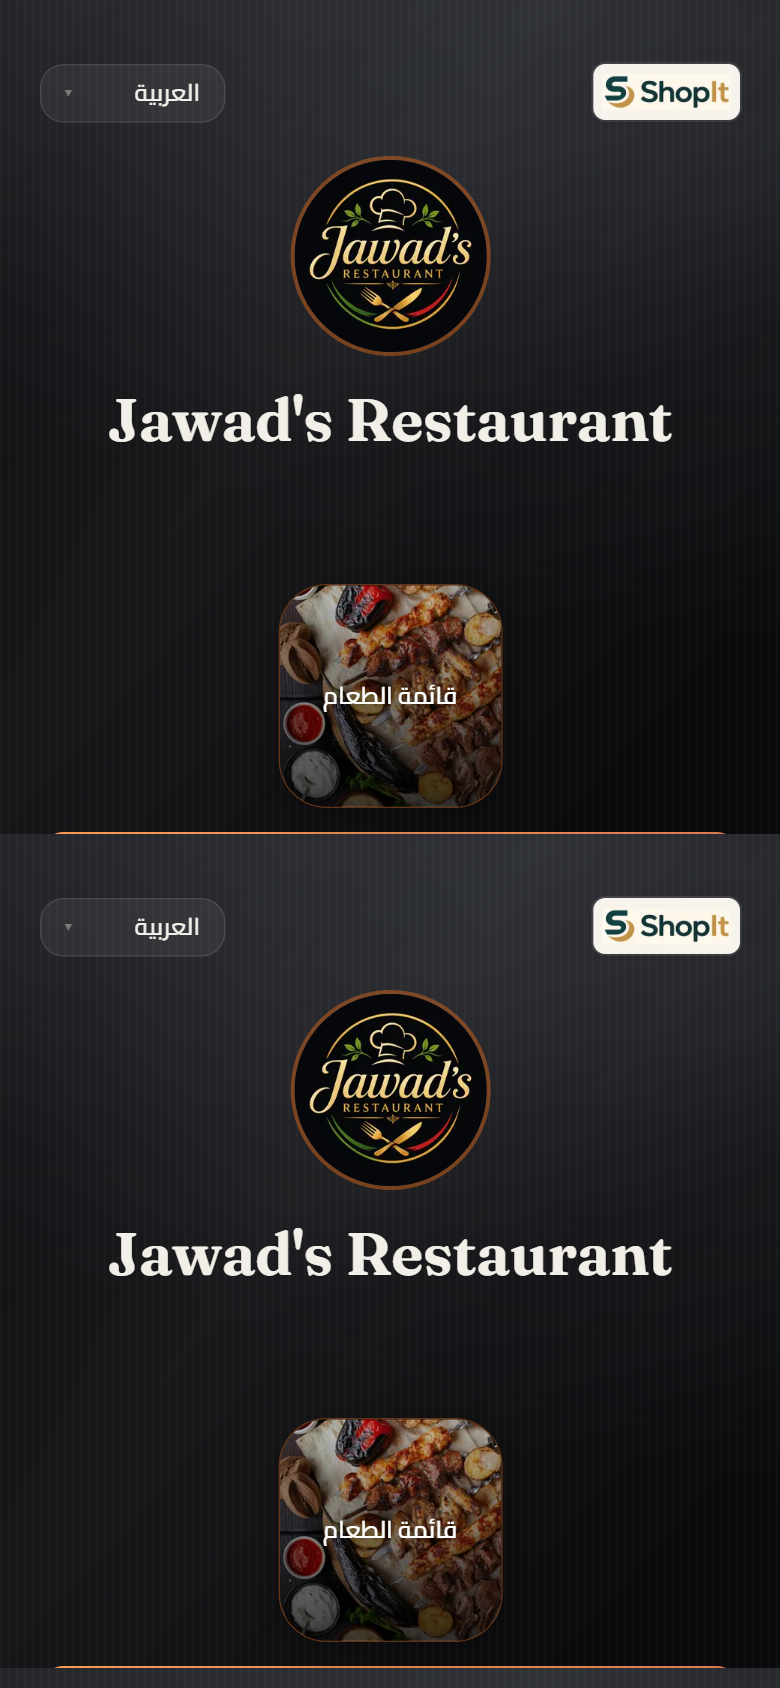 العربية
ShopIt
Jawad's
RESTAURANT
Jawad's Restaurant
قائمة الطعام
العربية
ShopIt
Jawad's
RESTAURANT
Jawad's Restaurant
قائمة الطعام